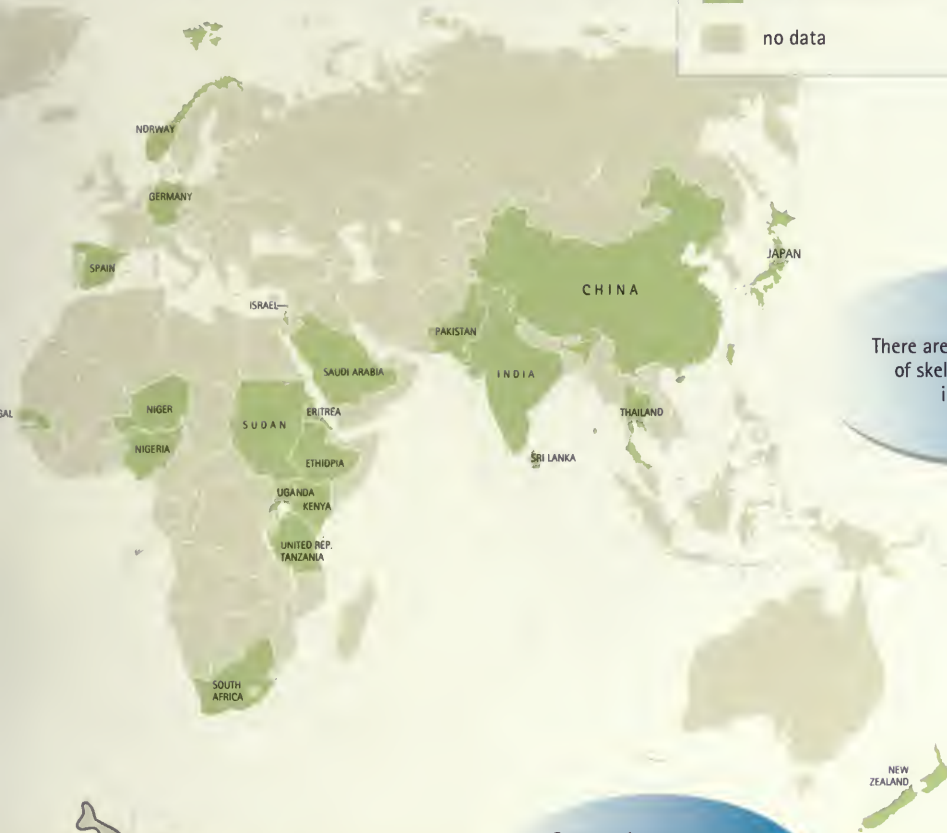 no data
NORWAY
GERMANY
SPAIN
JAPAN
CHINA
ISRAEL
PAKISTAN
There are
of skel
SAUDI ARABIA
INDIA
i
GAL
NIGER
ERITREA
THAILAND
SUDAN
NIGERIA
ETHIOPIA
SRI LANKA
UGANDA
KENYA
UNITED REP.
TANZANIA
SOUTH
AFRICA
NEW
ZEALAND